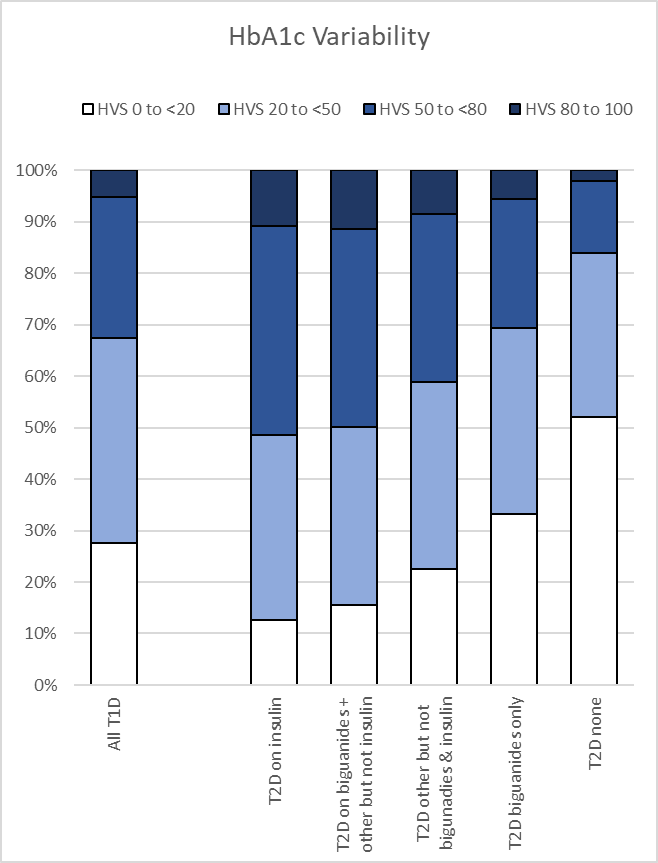 HbA1c Variability
HVS 0 to <20 HVS 20 to <50 HVS 50 to <80 HVS 80 to 100
100%
90%
80%
70%
60%
50%
40%
30%
20%
10%
0%
All T1D
T2D on insulin
T2D on biguanides +
other but not insulin
T2D other but not
bigunadies & insulin
T2D biguanides only
T2D none